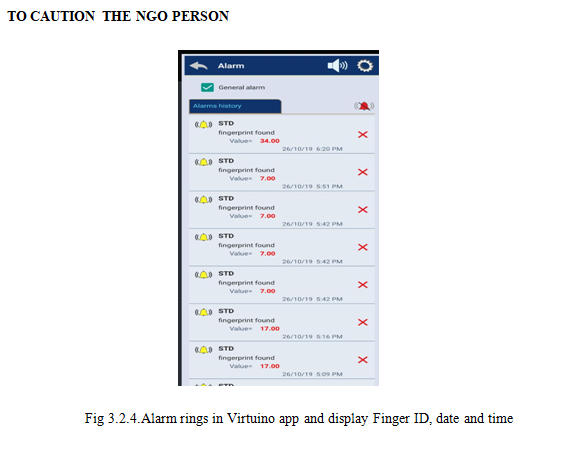 TO CAUTION THE NGO PERSON
Alarm
General alarm
Alarms history
STD
fingerprint found
Value= 34.00
26/10/19 6:20 PM
STD
fingerprint found
Value= 7.00
26/10/19 5:51 PM
STD
fingerprint found
Value= 7.00
26/10/19 5:42 PM
STD
fingerprint found
Value= 7.00
26/10/19 5:42 PM
STD
fingerprint found
Value= 7.00
26/10/19 5:42 PM
STD
fingerprint found
Value= 17.00
26/10/19 5:16 PM
STD
fingerprint found
Value= 17.00
26/10/19 5:09 PM
Fig 3.2.4.Alarm rings in Virtuino app and display Finger ID, date and time